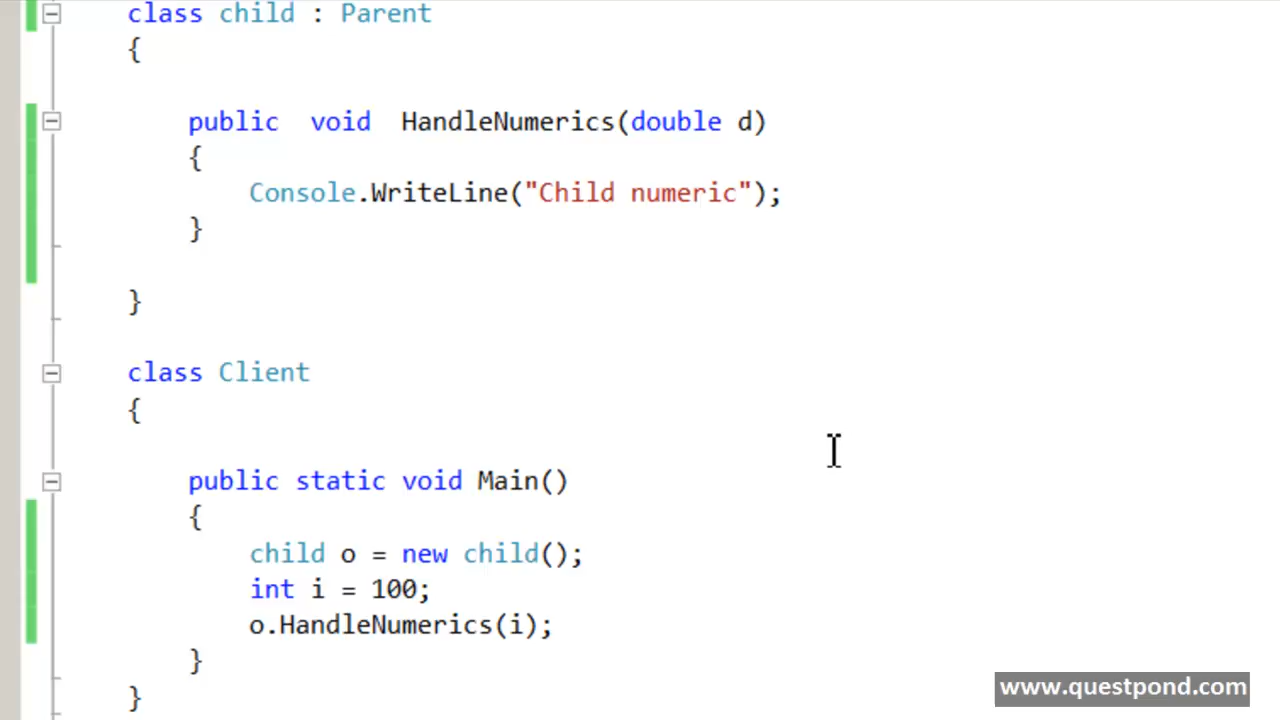 class child : Parent
{
public  void  HandleNumerics(double d)
{
Console.WriteLine("Child numeric");
}
}
class Client
{
public static void Main()
{
child o = new child();
int i = 100;
o.HandleNumerics(i);
}
}
www.questpond.com